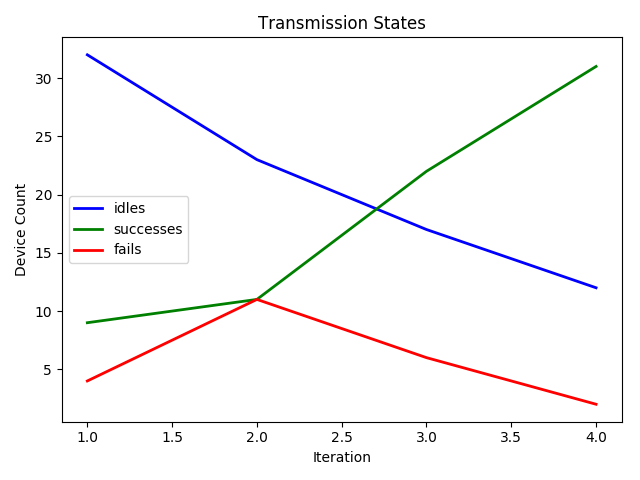 Transmission States
Device Count
30
25
20
15
10
5
idles
successes
fails
1.0 1.5 2.0 2.5 3.0 3.5 4.0
Iteration